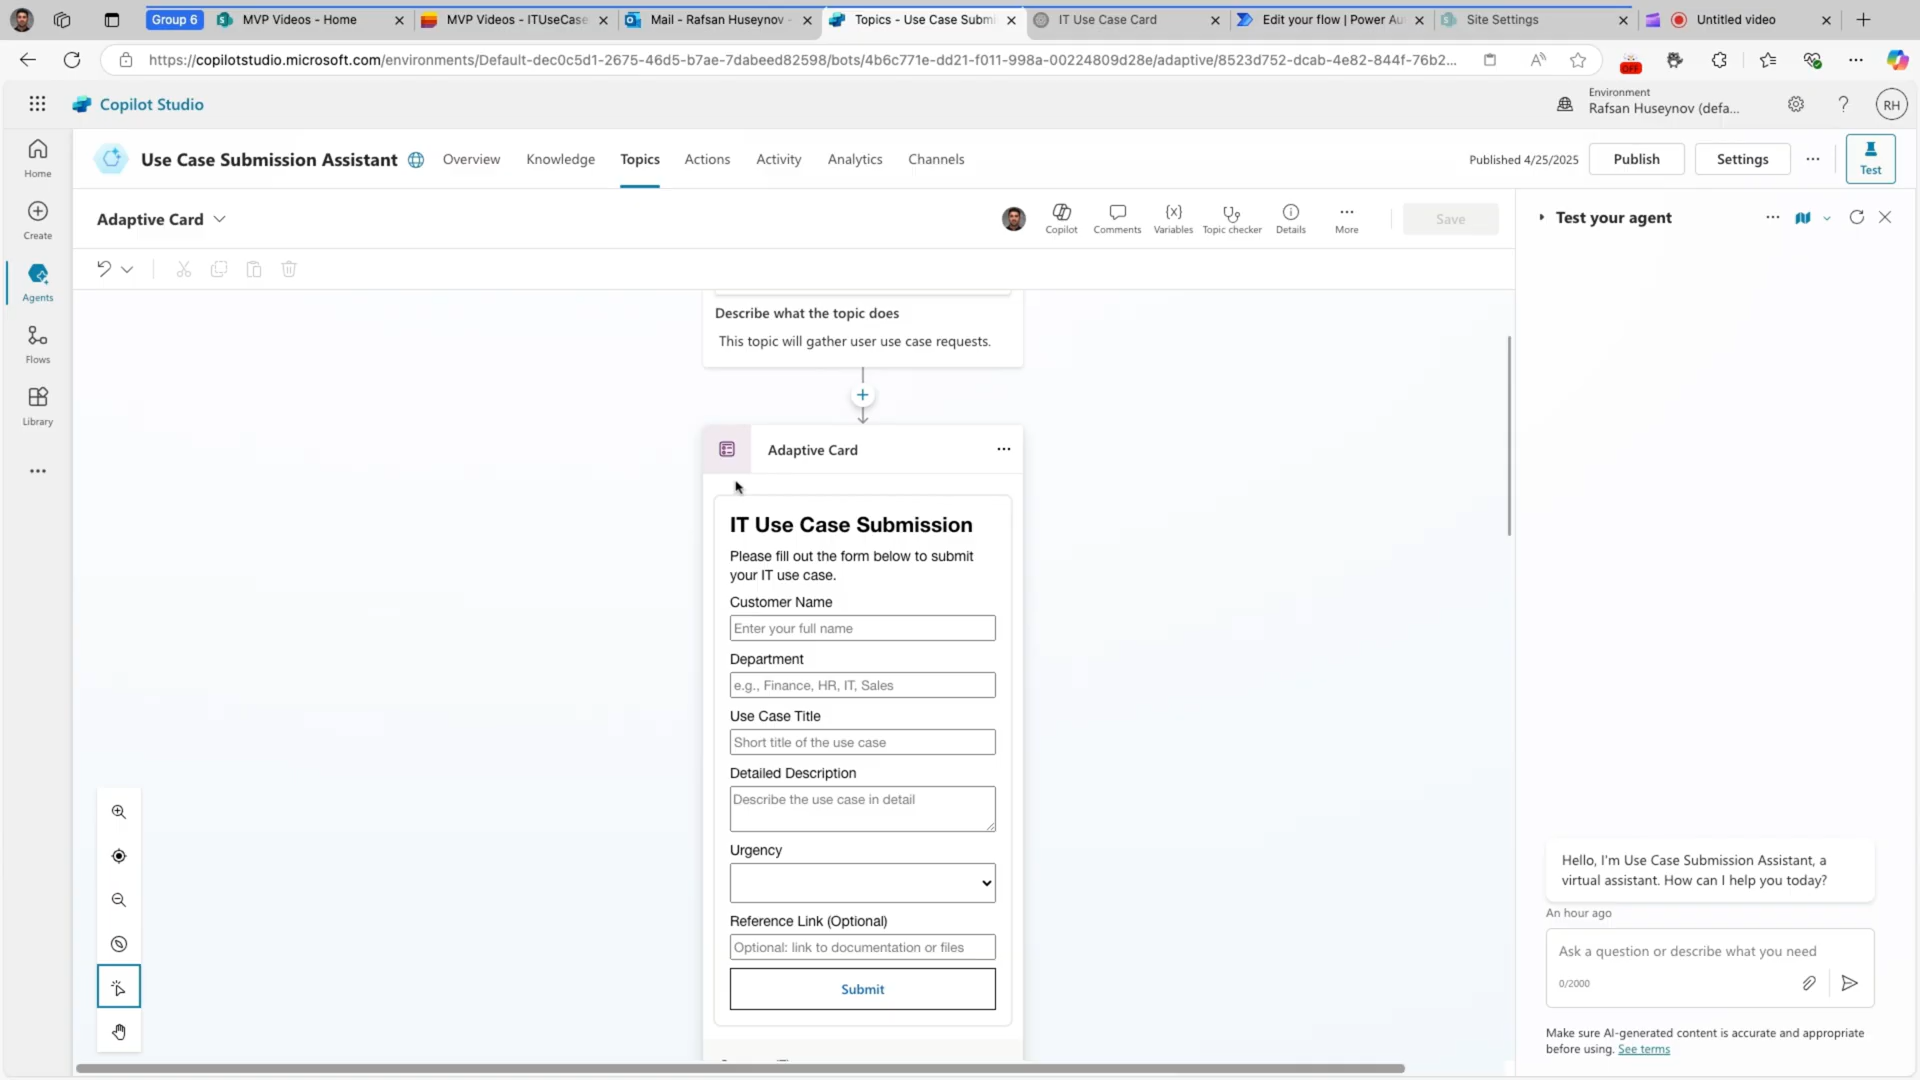 Group 6
MVP Videos - Home
MVP Videos - ITUseCase
Mail - Rafsan Huseynov -
Topics - Use Case Submi
IT Use Case Card
Edit your flow | Power Au
Site Settings
Untitled video
https://copilotstudio.microsoft.com/environments/Default-dec0c5d1-2675-46d5-b7ae-7dabeed82598/bots/4b6c771e-dd21-f011-998a-00224809d28e/adaptive/8523d752-dcab-4e82-844f-76b2...
OFF
Copilot Studio
Environment
Rafsan Huseynov (defa...
RH
Home
Create
Agents
Flows
Library
Use Case Submission Assistant
Overview
Knowledge
Topics
Actions
Activity
Analytics
Channels
Published 4/25/2025
Publish
Settings
Test
Adaptive Card
Copilot
Comments
Variables
Topic checker
Details
More
Save
Describe what the topic does
This topic will gather user use case requests.
Adaptive Card
IT Use Case Submission
Please fill out the form below to submit
your IT use case.
Customer Name
Enter your full name
Department
e.g., Finance, HR, IT, Sales
Use Case Title
Short title of the use case
Detailed Description
Describe the use case in detail
Urgency
Reference Link (Optional)
Optional: link to documentation or files
Submit
Test your agent
Hello, I'm Use Case Submission Assistant, a
virtual assistant. How can I help you today?
An hour ago
Ask a question or describe what you need
0/2000
Make sure AI-generated content is accurate and appropriate
before using. See terms